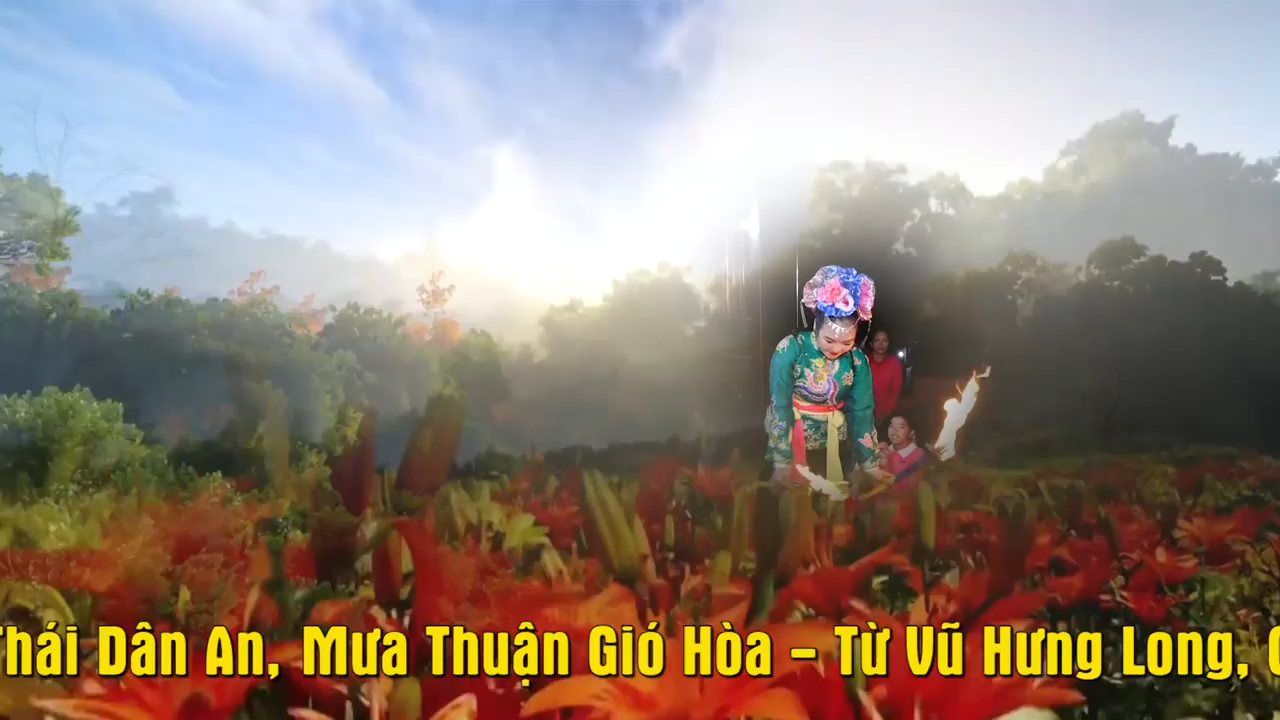 Thái Dân An, Mưa Thuận Gió Hòa – Từ Vũ Hưng Long,